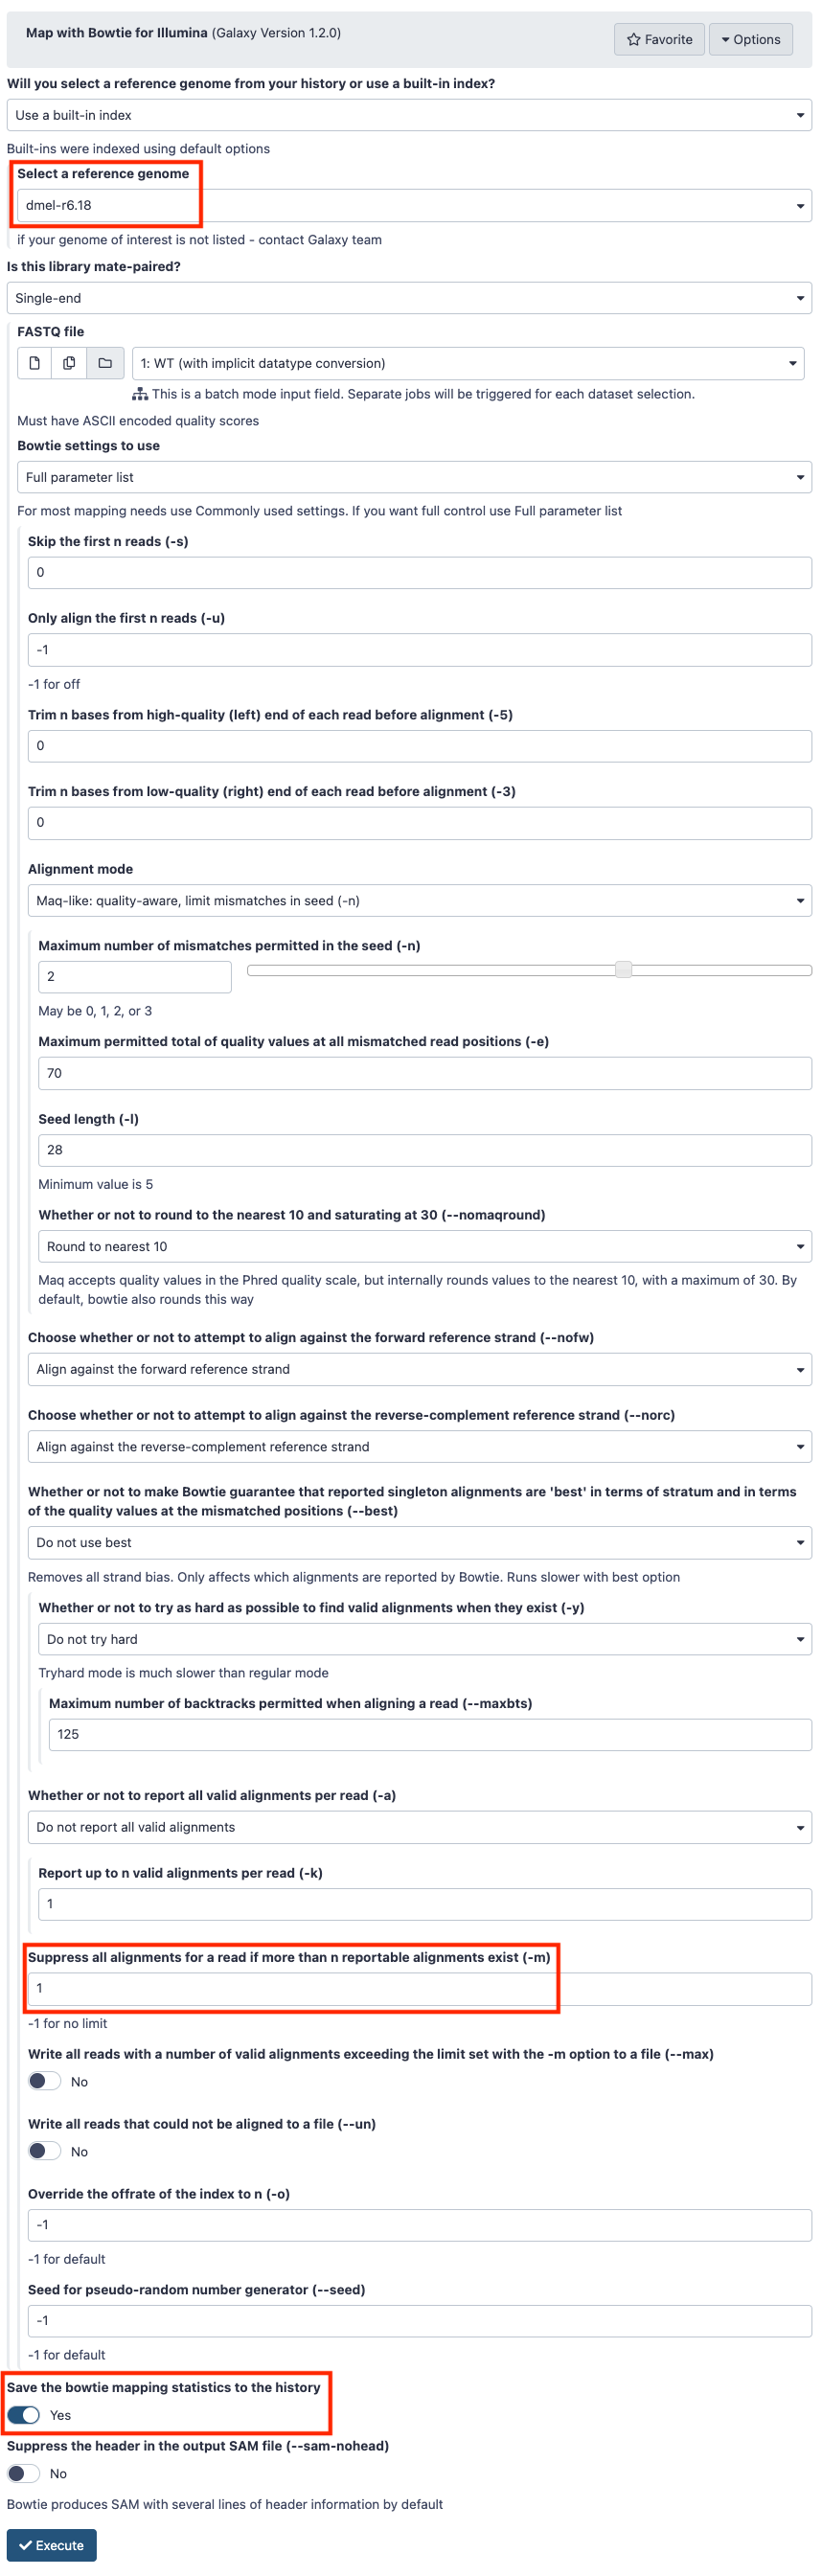 Map with Bowtie for Illumina (Galaxy Version 1.2.0)
Favorite
Options
Will you select a reference genome from your history or use a built-in index?
Use a built-in index
Built-ins were indexed using default options
Select a reference genome
dmel-r6.18
if your genome of interest is not listed - contact Galaxy team
Is this library mate-paired?
Single-end
FASTQ file
1: WT (with implicit datatype conversion)
This is a batch mode input field. Separate jobs will be triggered for each dataset selection.
Must have ASCII encoded quality scores
Bowtie settings to use
Full parameter list
For most mapping needs use Commonly used settings. If you want full control use Full parameter list
Skip the first n reads (-s)
0
Only align the first n reads (-u)
-1
-1 for off
Trim n bases from high-quality (left) end of each read before alignment (-5)
0
Trim n bases from low-quality (right) end of each read before alignment (-3)
0
Alignment mode
Maq-like: quality-aware, limit mismatches in seed (-n)
Maximum number of mismatches permitted in the seed (-n)
2
May be 0, 1, 2, or 3
Maximum permitted total of quality values at all mismatched read positions (-e)
70
Seed length (-l)
28
Minimum value is 5
Whether or not to round to the nearest 10 and saturating at 30 (--nomaqround)
Round to nearest 10
Maq accepts quality values in the Phred quality scale, but internally rounds values to the nearest 10, with a maximum of 30. By
default, bowtie also rounds this way
Choose whether or not to attempt to align against the forward reference strand (--nofw)
Align against the forward reference strand
Choose whether or not to attempt to align against the reverse-complement reference strand (--norc)
Align against the reverse-complement reference strand
Whether or not to make Bowtie guarantee that reported singleton alignments are 'best' in terms of stratum and in terms
of the quality values at the mismatched positions (--best)
Do not use best
Removes all strand bias. Only affects which alignments are reported by Bowtie. Runs slower with best option
Whether or not to try as hard as possible to find valid alignments when they exist (-y)
Do not try hard
Tryhard mode is much slower than regular mode
Maximum number of backtracks permitted when aligning a read (--maxbts)
125
Whether or not to report all valid alignments per read (-a)
Do not report all valid alignments
Report up to n valid alignments per read (-k)
1
Suppress all alignments for a read if more than n reportable alignments exist (-m)
1
-1 for no limit
Write all reads with a number of valid alignments exceeding the limit set with the -m option to a file (--max)
No
Write all reads that could not be aligned to a file (--un)
No
Override the offrate of the index to n (-o)
-1
-1 for default
Seed for pseudo-random number generator (--seed)
-1
-1 for default
Save the bowtie mapping statistics to the history
Yes
Suppress the header in the output SAM file (--sam-nohead)
No
Bowtie produces SAM with several lines of header information by default
Execute